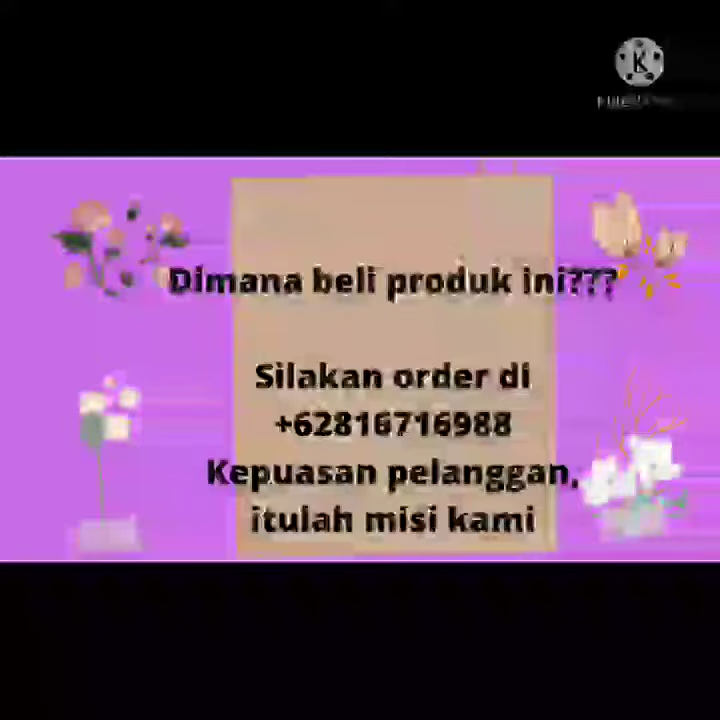 Dimana beli produk ini???
Silakan order di
+62816716988
Kepuasan pelanggan,
itulah misi kami
K